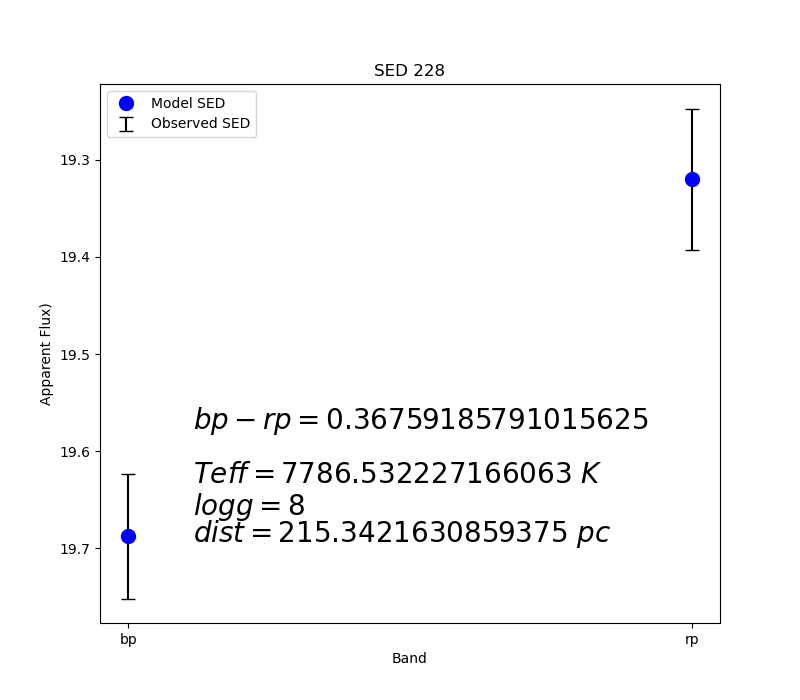 SED 228
Model SED
Observed SED
19.3
19.4
19.5
19.6
19.7
Apparent Flux)
bp − rp = 0.36759185791015625
Teff = 7786.532227166063 K
logg = 8
dist = 215.3421630859375 pc
bp
rp
Band